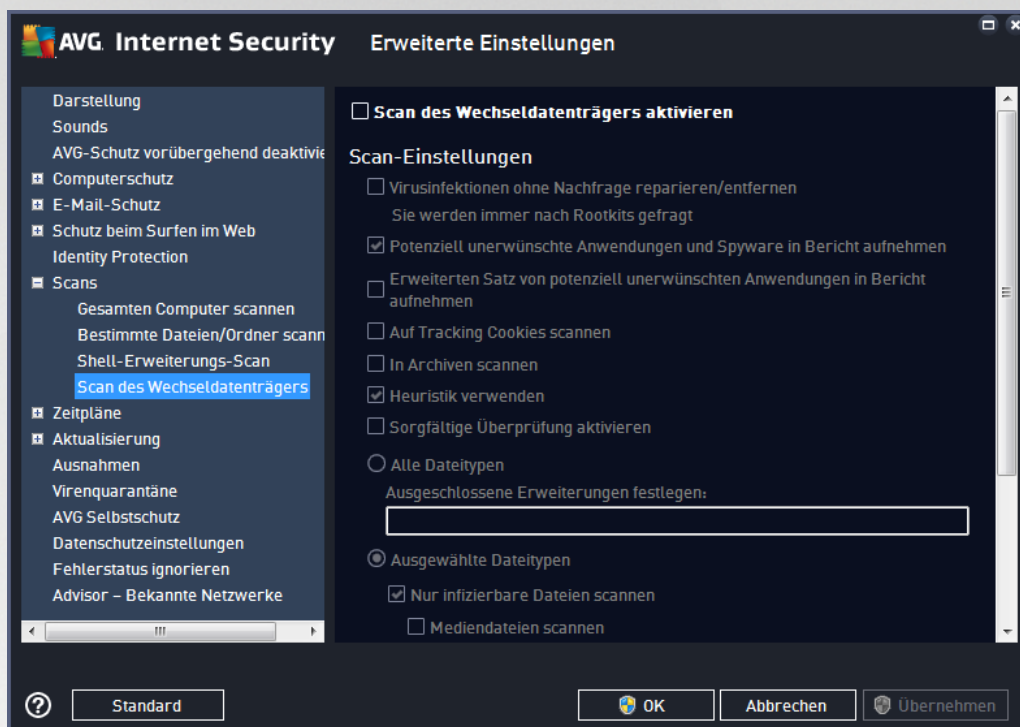 AVG Internet Security Erweiterte Einstellungen
Darstellung
Sounds
AVG-Schutz vorübergehend deaktivie
Computerschutz
E-Mail-Schutz
Schutz beim Surfen im Web
Identity Protection
Scans
Gesamten Computer scannen
Bestimmte Dateien/Ordner scann
Shell-Erweiterungs-Scan
Scan des Wechseldatenträgers
Zeitpläne
Aktualisierung
Ausnahmen
Virenquarantäne
AVG Selbstschutz
Datenschutzeinstellungen
Fehlerstatus ignorieren
Advisor – Bekannte Netzwerke
Scan des Wechseldatenträgers aktivieren
Scan-Einstellungen
Virusinfektionen ohne Nachfrage reparieren/entfernen
Sie werden immer nach Rootkits gefragt
Potenziell unerwünschte Anwendungen und Spyware in Bericht aufnehmen
Erweiterten Satz von potenziell unerwünschten Anwendungen in Bericht
aufnehmen
Auf Tracking Cookies scannen
In Archiven scannen
Heuristik verwenden
Sorgfältige Überprüfung aktivieren
Alle Dateitypen
Ausgeschlossene Erweiterungen festlegen:
Ausgewählte Dateitypen
Nur infizierbare Dateien scannen
Mediendateien scannen
Standard
OK
Abbrechen
Übernehmen